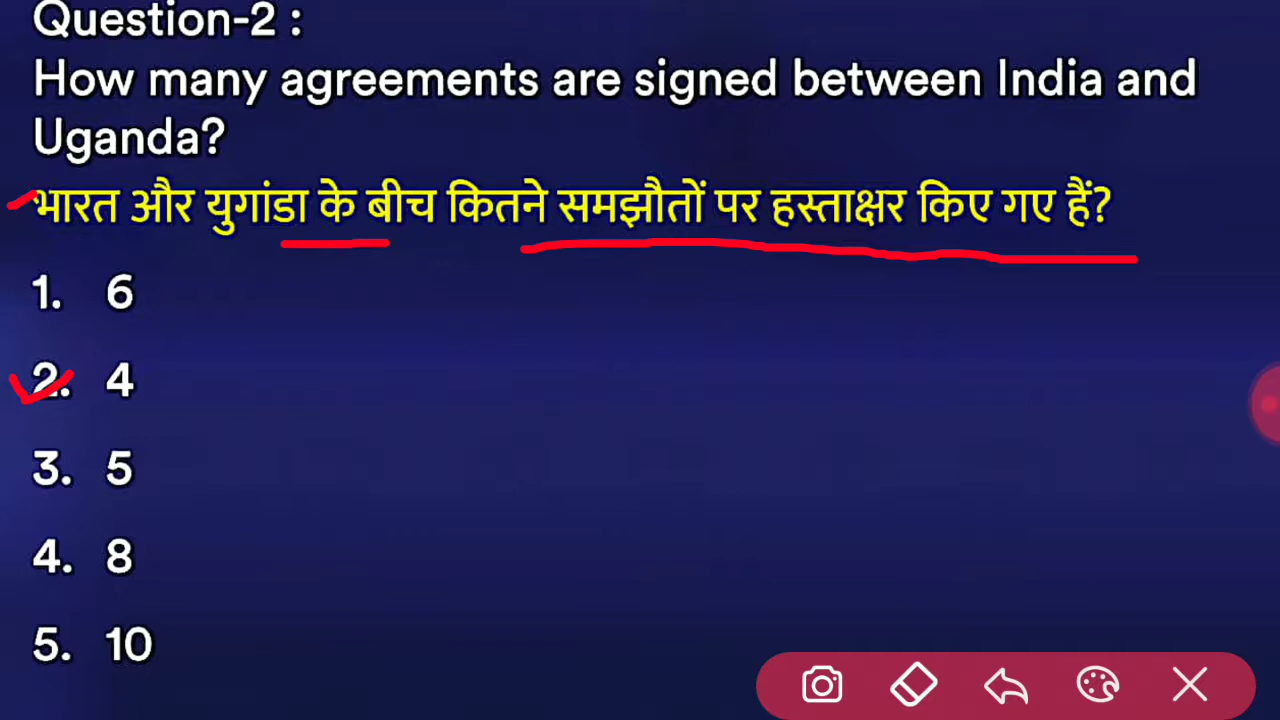 Question-2 :
How many agreements are signed between India and
Uganda?
भारत और युगांडा के बीच कितने समझौतों पर हस्ताक्षर किए गए हैं?
1. 6
2. 4
3. 5
4. 8
5. 10